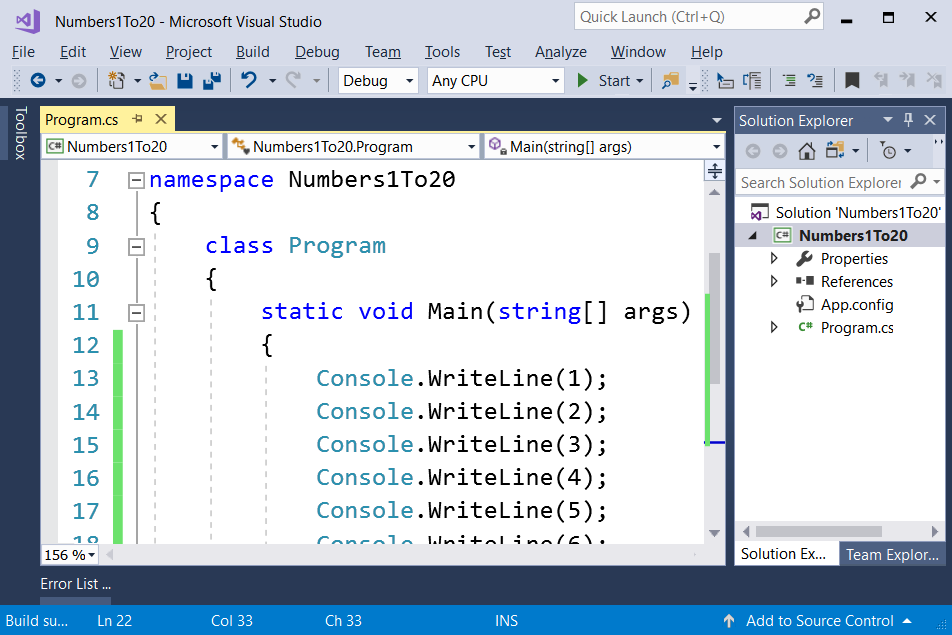 Numbers1To20 - Microsoft Visual Studio
Quick Launch (Ctrl+Q)
File Edit View Project Build Debug Team Tools Test Analyze Window Help
Debug Any CPU Start
Toolbox
Program.cs
Numbers1To20 Numbers1To20.Program Main(string[] args)
7 namespace Numbers1To20
8 {
9 class Program
10 {
11 static void Main(string[] args)
12 {
13 Console.WriteLine(1);
14 Console.WriteLine(2);
15 Console.WriteLine(3);
16 Console.WriteLine(4);
17 Console.WriteLine(5);
18 Console.WriteLine(6);
156 %
Solution Explorer
Search Solution Explorer
Solution 'Numbers1To20'
C# Numbers1To20
Properties
References
App.config
C# Program.cs
Solution Ex... Team Explor...
Error List ...
Build su... Ln 22 Col 33 Ch 33 INS Add to Source Control